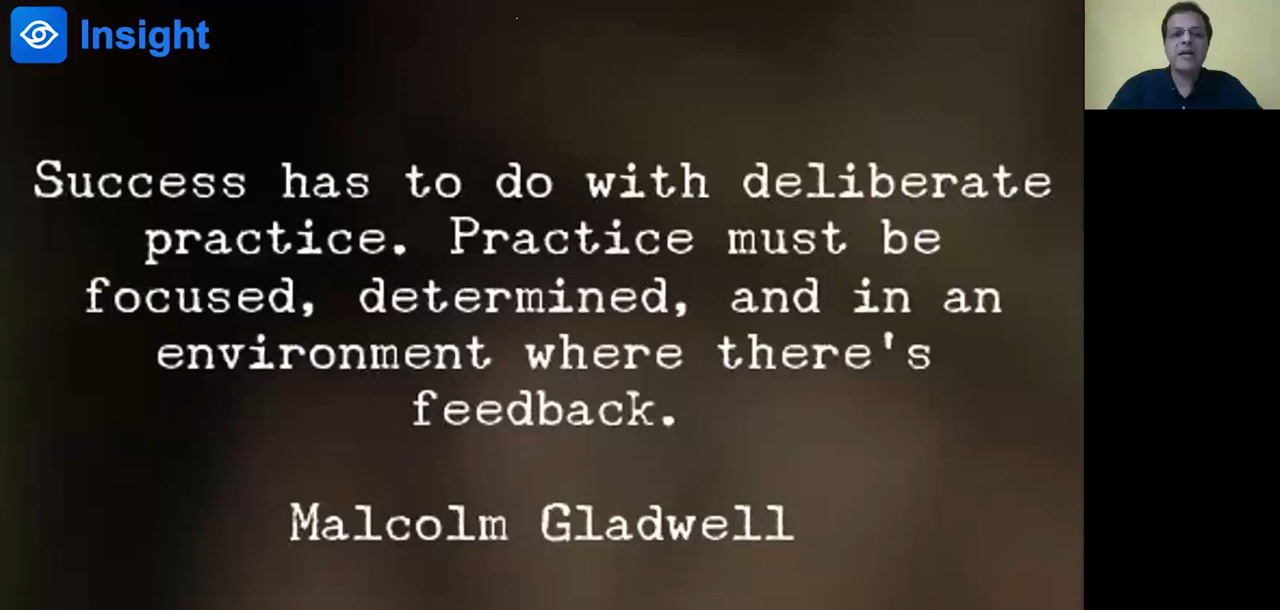 Insight
Success has to do with deliberate
practice. Practice must be
focused, determined, and in an
environment where there's
feedback.
Malcolm Gladwell